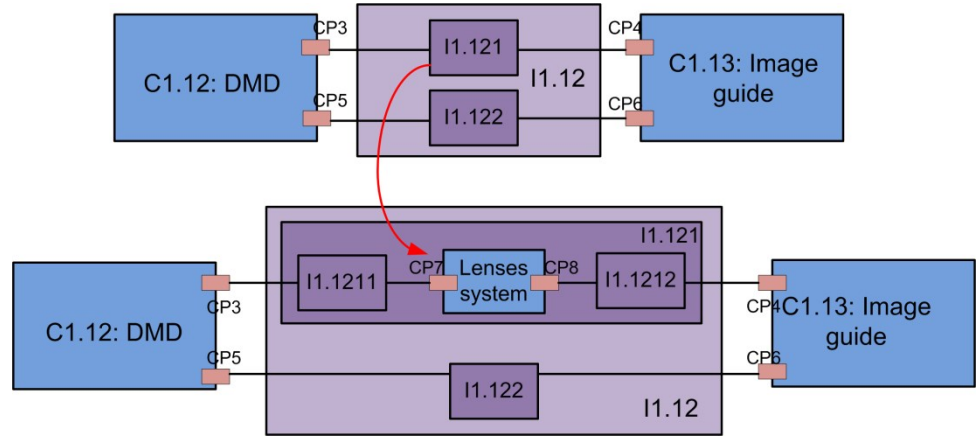 CP3
CP4
I1.121
C1.12: DMD
I1.12
C1.13: Image
guide
CP5
CP6
I1.122
I1.121
CP7
CP8
I1.1211
Lenses
system
I1.1212
CP3
CP4
C1.12: DMD
C1.13: Image
guide
CP5
CP6
I1.122
I1.12